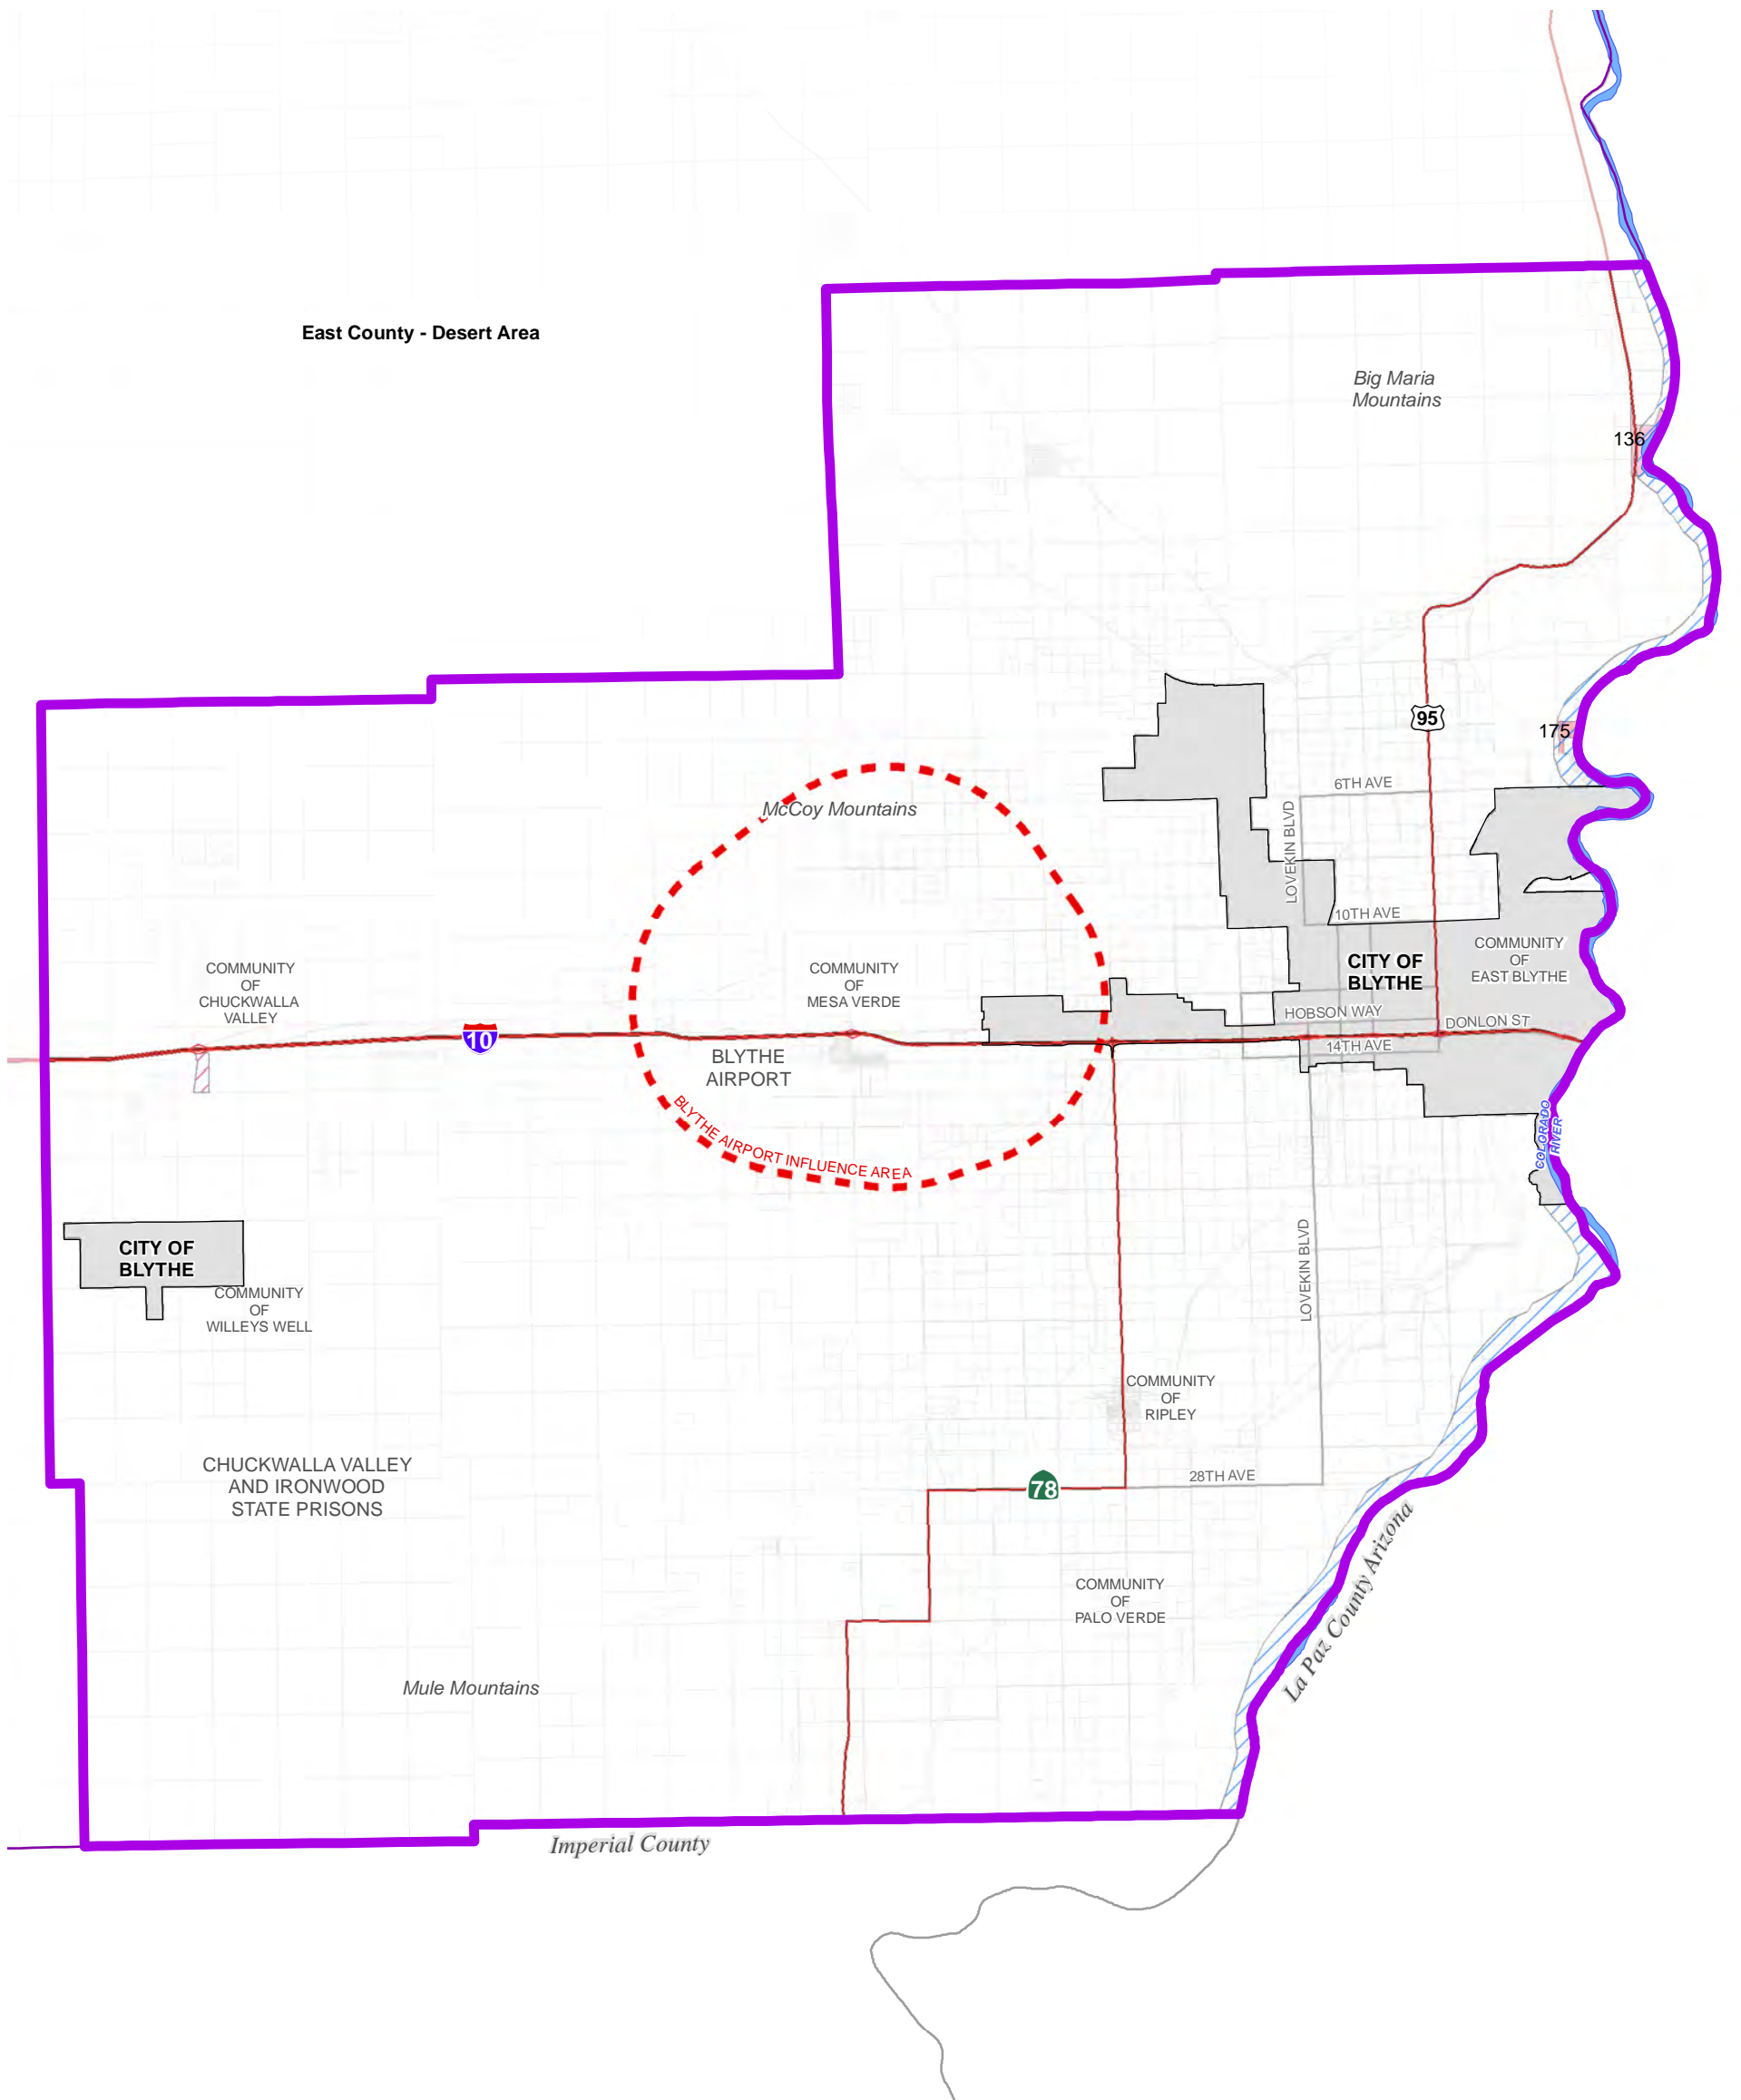 East County - Desert Area
Big Maria
Mountains
136
95
175
6TH AVE
McCoy Mountains
LOVEKIN BLVD
10TH AVE
COMMUNITY
OF
EAST BLYTHE
CITY OF
BLYTHE
COMMUNITY
OF
CHUCKWALLA
VALLEY
COMMUNITY
OF
MESA VERDE
HOBSON WAY
DONLON ST
10
14TH AVE
BLYTHE
AIRPORT
BLYTHE AIRPORT INFLUENCE AREA
COLORADO
RIVER
CITY OF
BLYTHE
COMMUNITY
OF
WILLEYS WELL
LOVEKIN BLVD
COMMUNITY
OF
RIPLEY
CHUCKWALLA VALLEY
AND IRONWOOD
STATE PRISONS
78
28TH AVE
La Paz County Arizona
COMMUNITY
OF
PALO VERDE
Mule Mountains
Imperial County